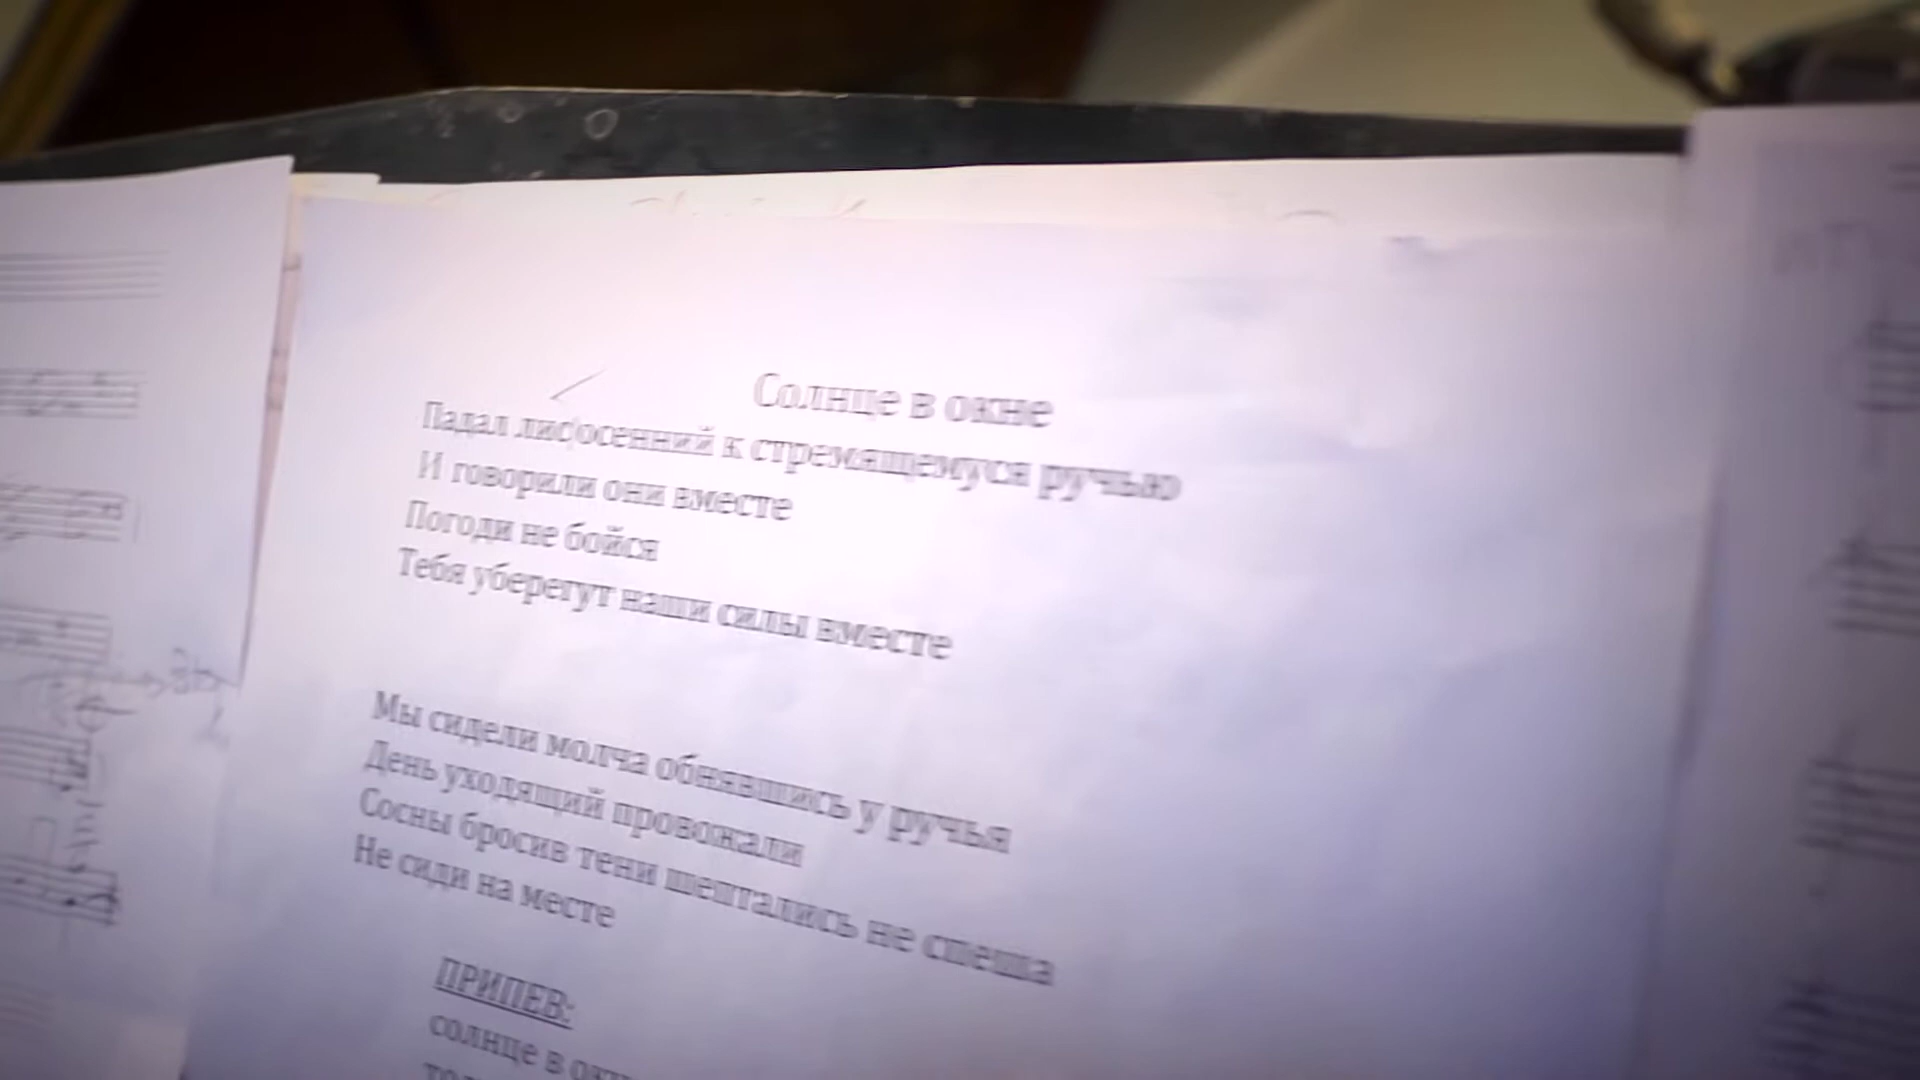 Солнце в окне
Падал лис осенний к стремящемуся ручью
И говорили они вместе
Погоди не бойся
Тебя уберегут наши силы вместе
Мы сидели молча обнявшись у ручья
День уходящий провожали
Сосны бросив тени шептались не спеша
Не сиди на месте
ПРИПЕВ:
солнце в